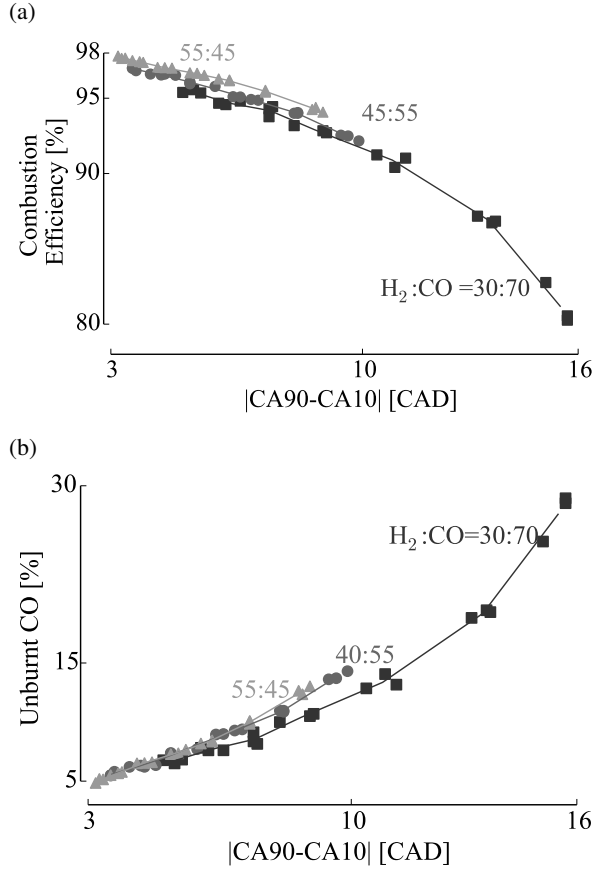 (a)
98
55:45
95
45:55
90
Combustion
Efficiency [%]
H2:CO =30:70
80
3
10
16
|CA90-CA10| [CAD]
(b)
30
H2:CO=30:70
Unburnt CO [%]
15
40:55
55:45
5
3
10
16
|CA90-CA10| [CAD]